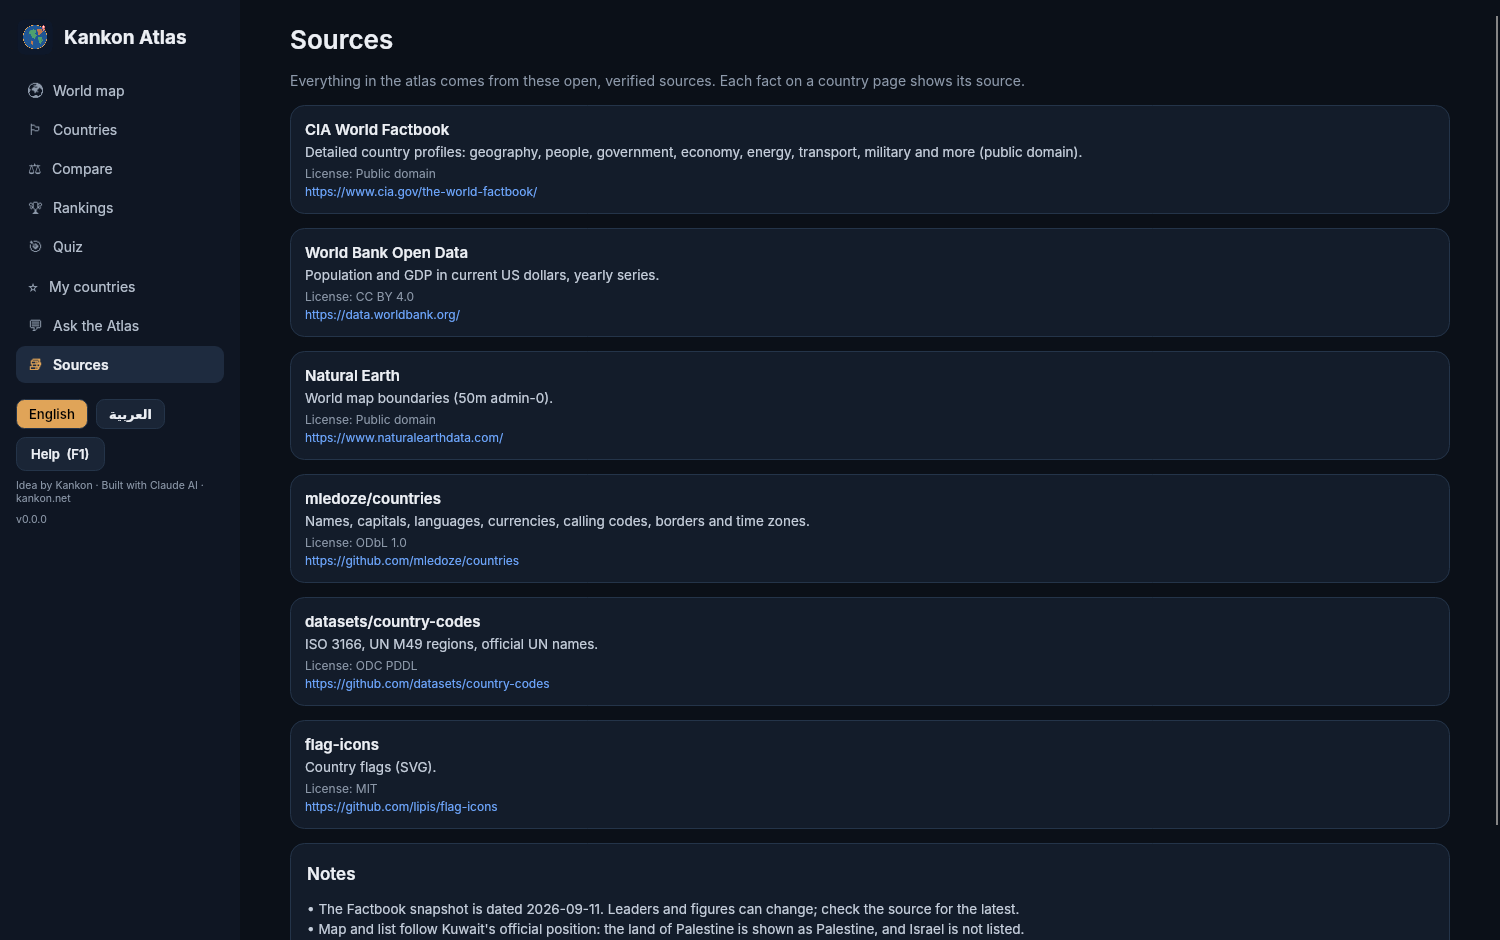 Kankon Atlas
World map
Countries
Compare
Rankings
Quiz
My countries
Ask the Atlas
Sources
English
العربية
Help (F1)
Idea by Kankon · Built with Claude AI ·
kankon.net
v0.0.0
Sources
Everything in the atlas comes from these open, verified sources. Each fact on a country page shows its source.
CIA World Factbook
Detailed country profiles: geography, people, government, economy, energy, transport, military and more (public domain).
License: Public domain
https://www.cia.gov/the-world-factbook/
World Bank Open Data
Population and GDP in current US dollars, yearly series.
License: CC BY 4.0
https://data.worldbank.org/
Natural Earth
World map boundaries (50m admin-0).
License: Public domain
https://www.naturalearthdata.com/
mledoze/countries
Names, capitals, languages, currencies, calling codes, borders and time zones.
License: ODbL 1.0
https://github.com/mledoze/countries
datasets/country-codes
ISO 3166, UN M49 regions, official UN names.
License: ODC PDDL
https://github.com/datasets/country-codes
flag-icons
Country flags (SVG).
License: MIT
https://github.com/lipis/flag-icons
Notes
• The Factbook snapshot is dated 2026-09-11. Leaders and figures can change; check the source for the latest.
• Map and list follow Kuwait's official position: the land of Palestine is shown as Palestine, and Israel is not listed.